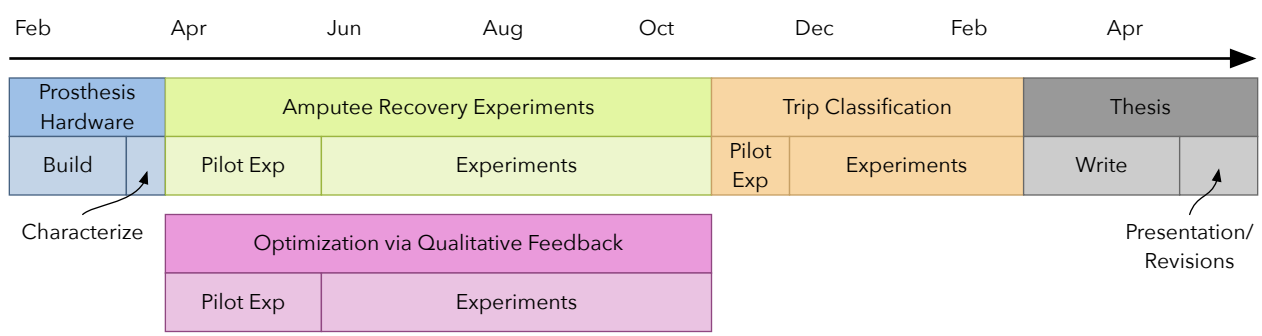 Feb Apr Jun Aug Oct Dec Feb Apr
Prosthesis
Hardware
Amputee Recovery Experiments
Trip Classification
Thesis
Build
Pilot Exp
Experiments
Pilot
Exp
Experiments
Write
Characterize
Presentation/
Revisions
Optimization via Qualitative Feedback
Pilot Exp
Experiments